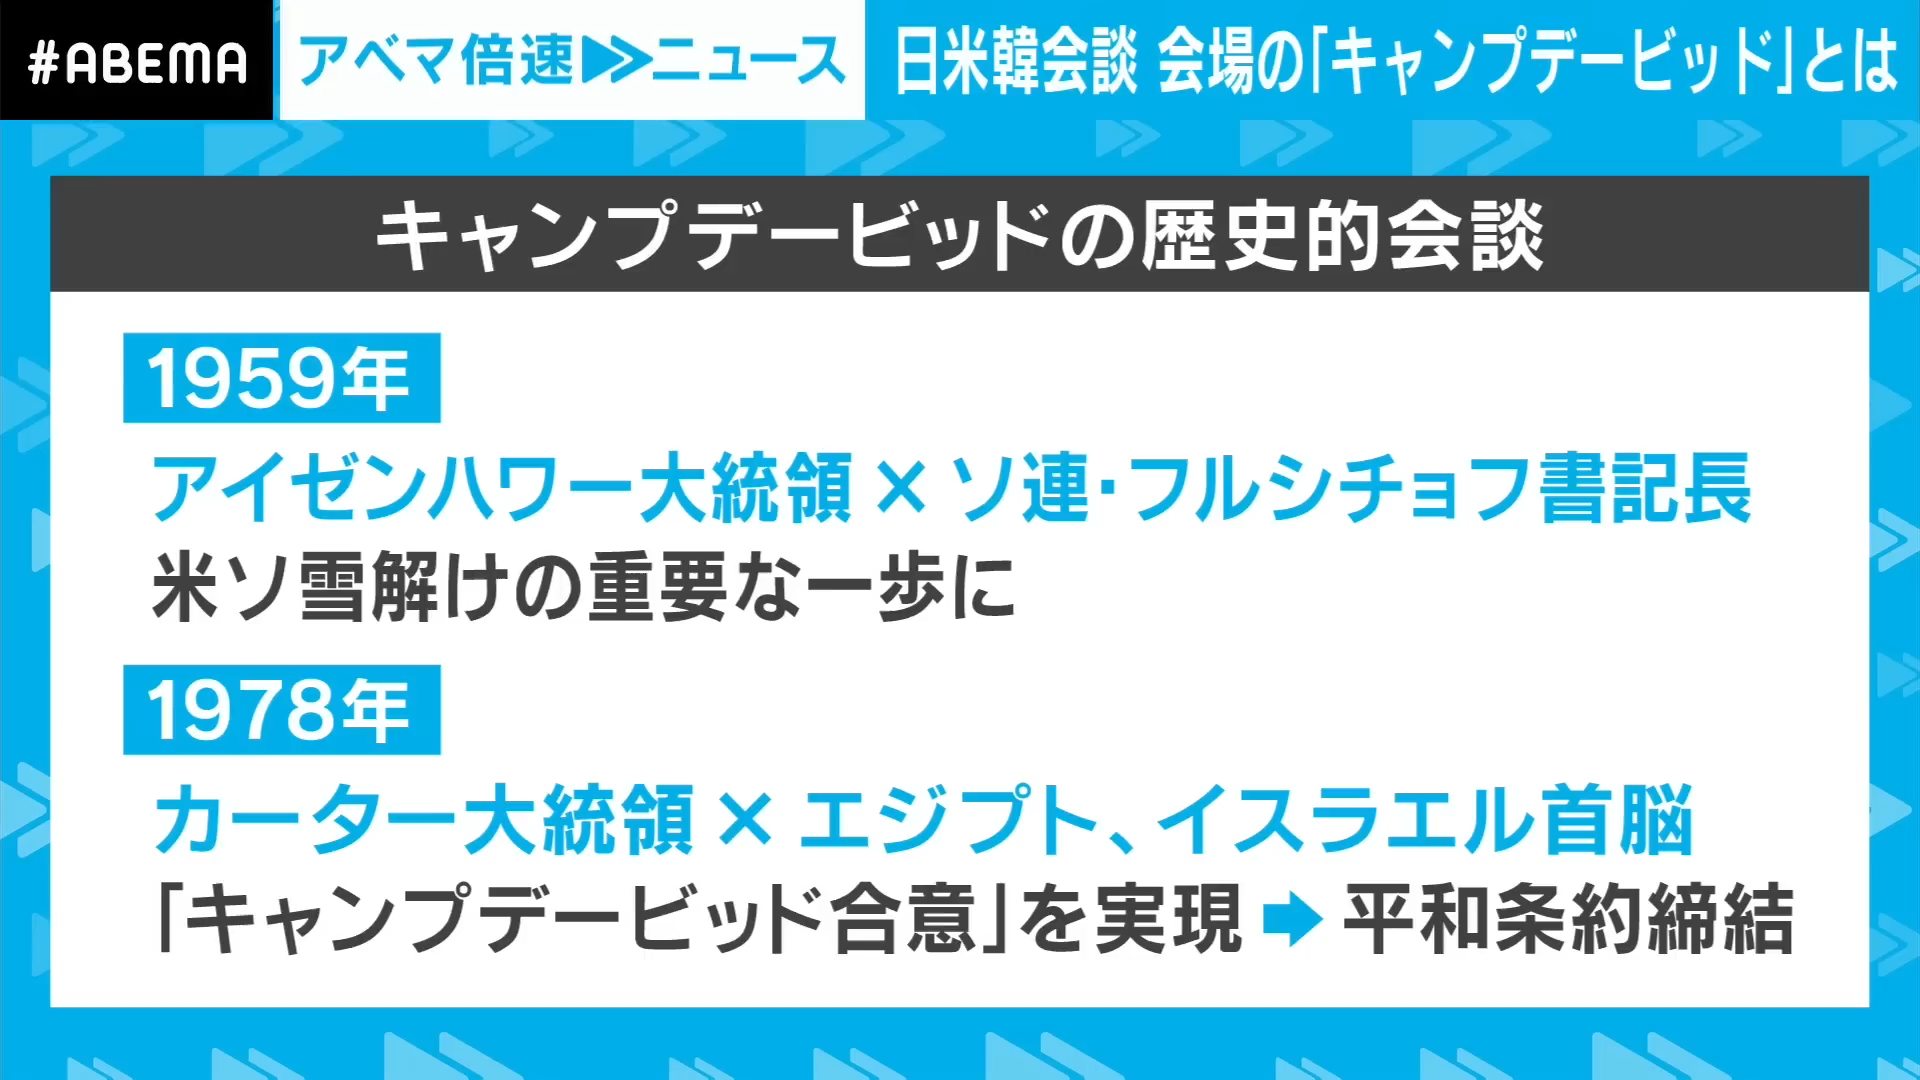 #ABEMA
アベマ倍速ニュース
日米韓会談 会場の「キャンプデービッド」とは
キャンプデービッドの歴史的会談
1959年
アイゼンハワー大統領 × ソ連・フルシチョフ書記長
米ソ雪解けの重要な一歩に
1978年
カーター大統領 × エジプト、イスラエル首脳
「キャンプデービッド合意」を実現➡平和条約締結